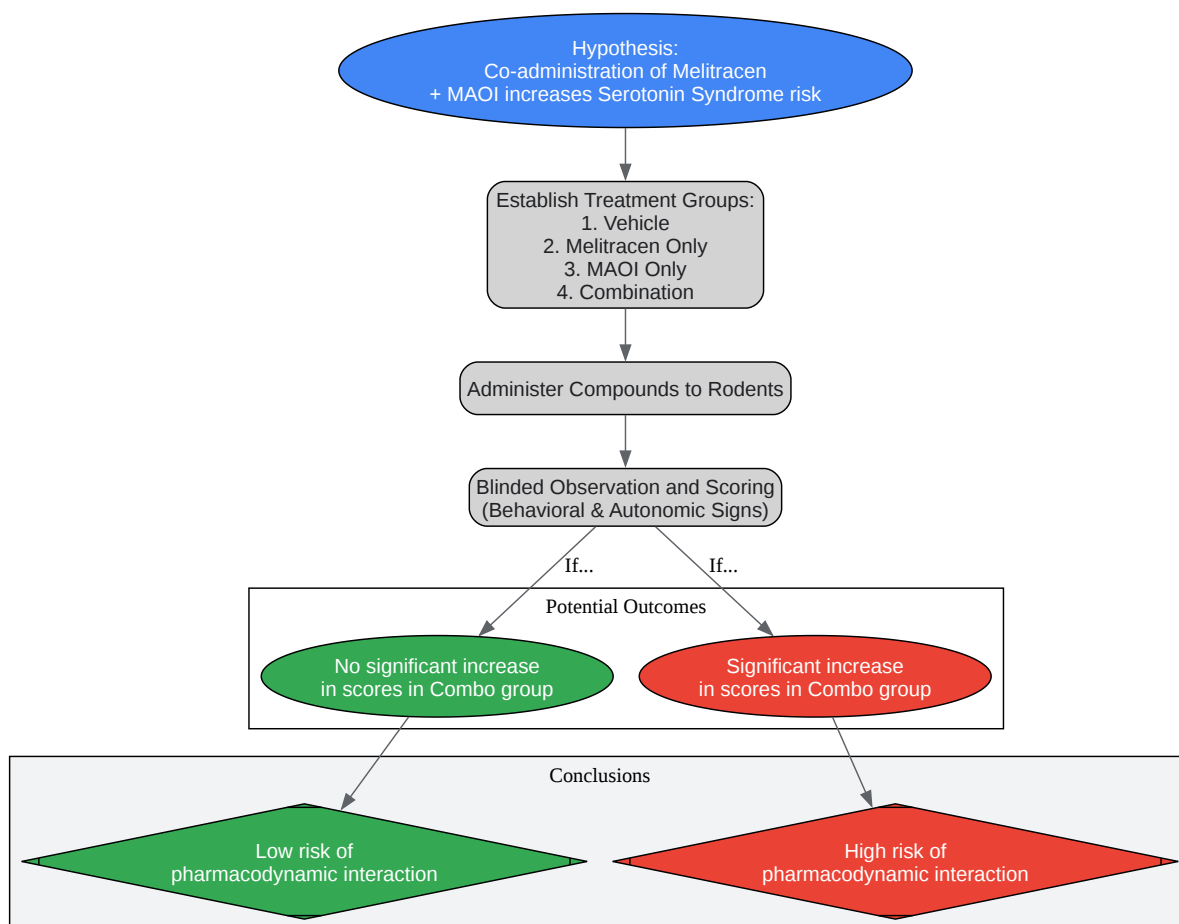 Hypothesis:
Co-administration of Melitracen
+ MAOI increases Serotonin Syndrome risk
Establish Treatment Groups:
1. Vehicle
2. Melitracen Only
3. MAOI Only
4. Combination
Administer Compounds to Rodents
Blinded Observation and Scoring
(Behavioral & Autonomic Signs)
If...
If...
Potential Outcomes
No significant increase
in scores in Combo group
Significant increase
in scores in Combo group
Conclusions
Low risk of
pharmacodynamic interaction
High risk of
pharmacodynamic interaction